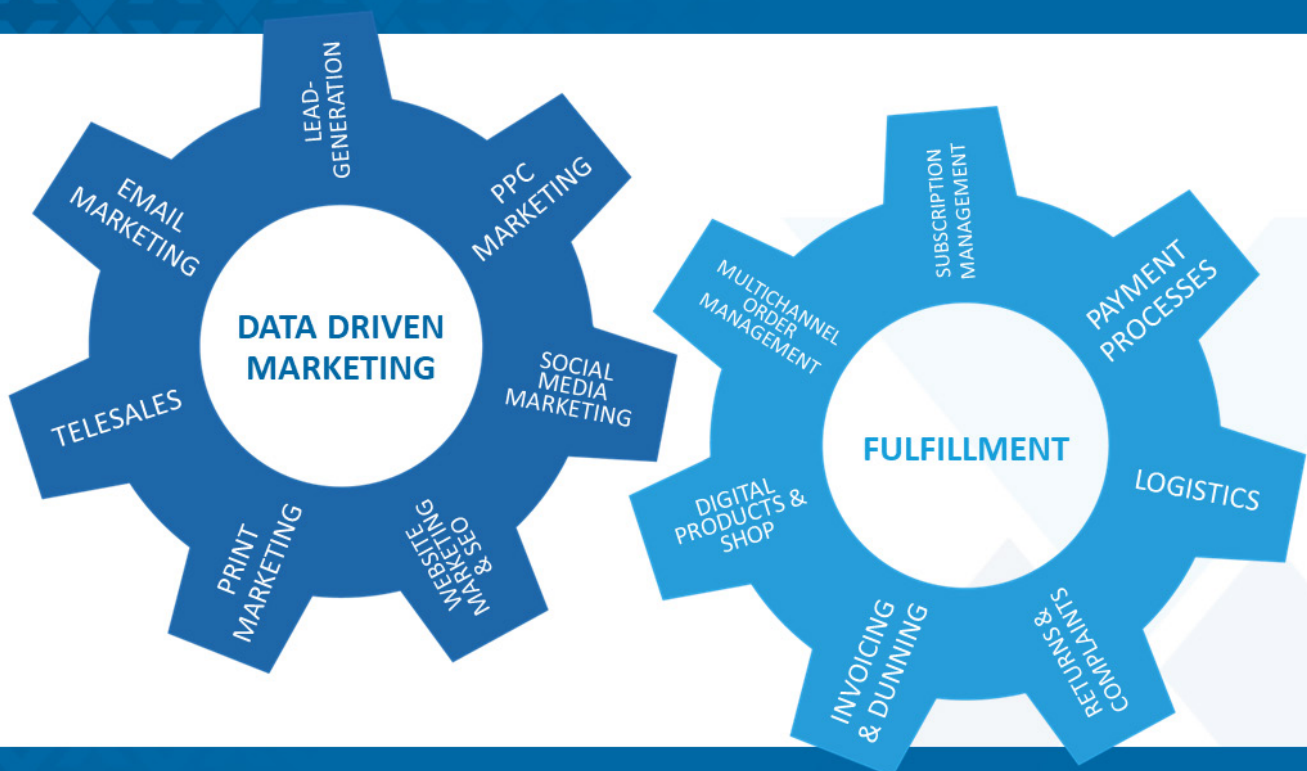 LEAD-
GENERATION
PPC
MARKETING
SOCIAL
MEDIA
MARKETING
WEBSITE
MARKETING
& SEO
PRINT
MARKETING
TELESALES
EMAIL
MARKETING
DATA DRIVEN
MARKETING
SUBSCRIPTION
MANAGEMENT
PAYMENT
PROCESSES
LOGISTICS
RETURNS &
COMPLAINTS
INVOICING
& DUNNING
DIGITAL
PRODUCTS &
SHOP
MULTICHANNEL
ORDER
MANAGEMENT
FULFILLMENT